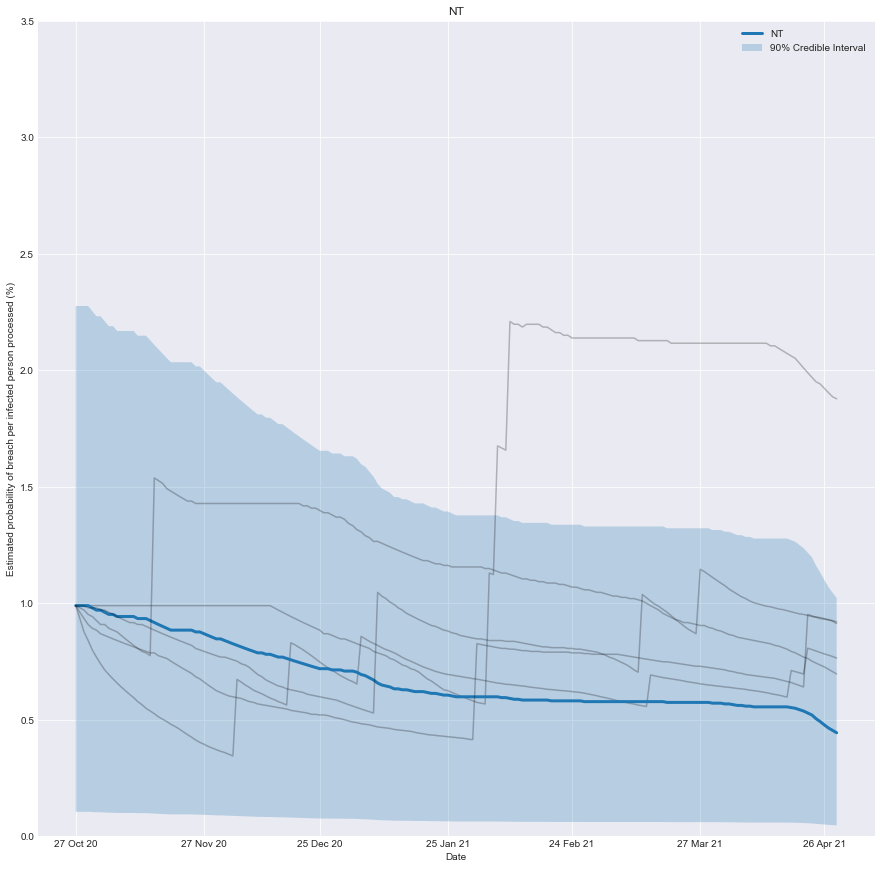 NT
NT
90% Credible Interval
Estimated probability of breach per infected person processed (%)
3.5
3.0
2.5
2.0
1.5
1.0
0.5
0.0
27 Oct 20
27 Nov 20
25 Dec 20
25 Jan 21
24 Feb 21
27 Mar 21
26 Apr 21
Date